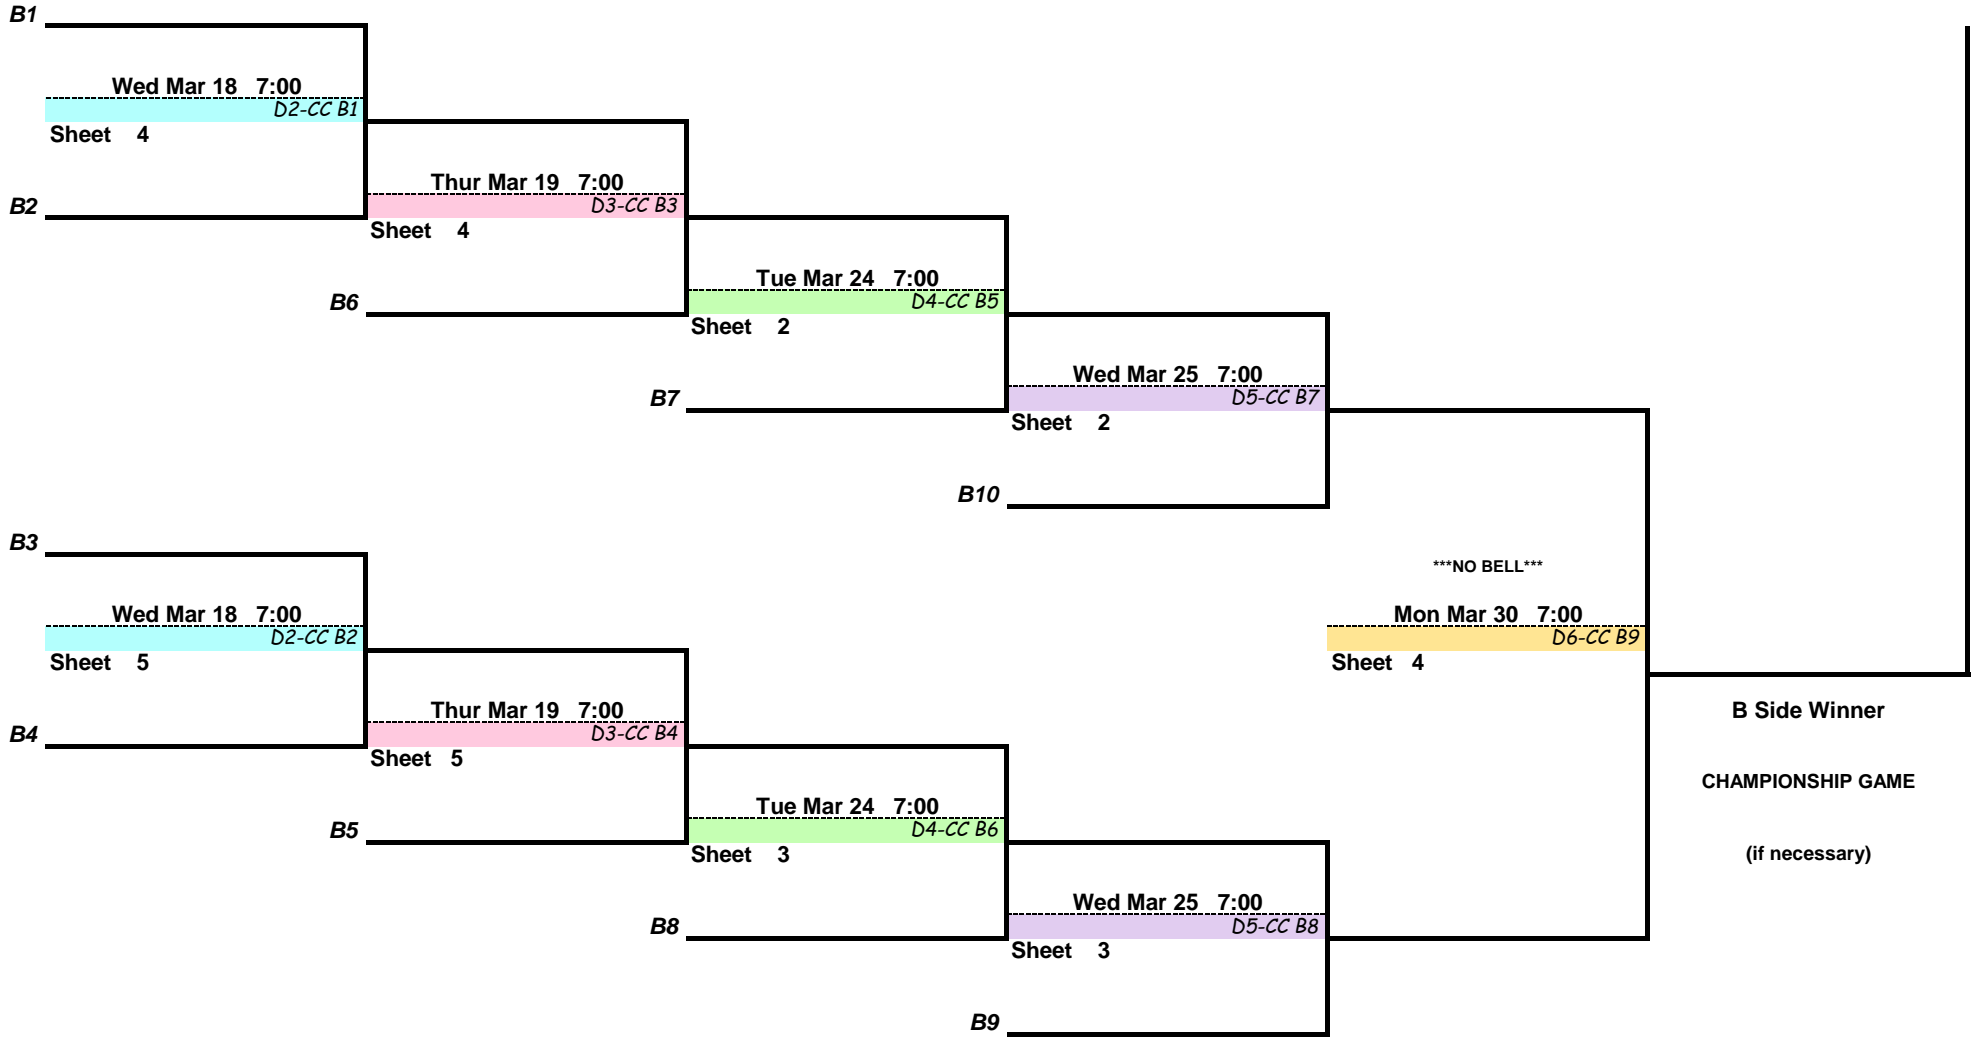 B1
Wed Mar 18 7:00
D2-CC B1
Sheet 4
Thur Mar 19 7:00
B2
D3-CC B3
Sheet 4
Tue Mar 24 7:00
B6
D4-CC B5
Sheet 2
Wed Mar 25 7:00
B7
D5-CC B7
Sheet 2
B10
B3
***NO BELL***
Wed Mar 18 7:00
Mon Mar 30 7:00
D2-CC B2
D6-CC B9
Sheet 5
Sheet 4
Thur Mar 19 7:00
B Side Winner
B4
D3-CC B4
Sheet 5
CHAMPIONSHIP GAME
Tue Mar 24 7:00
B5
D4-CC B6
Sheet 3
(if necessary)
Wed Mar 25 7:00
B8
D5-CC B8
Sheet 3
B9